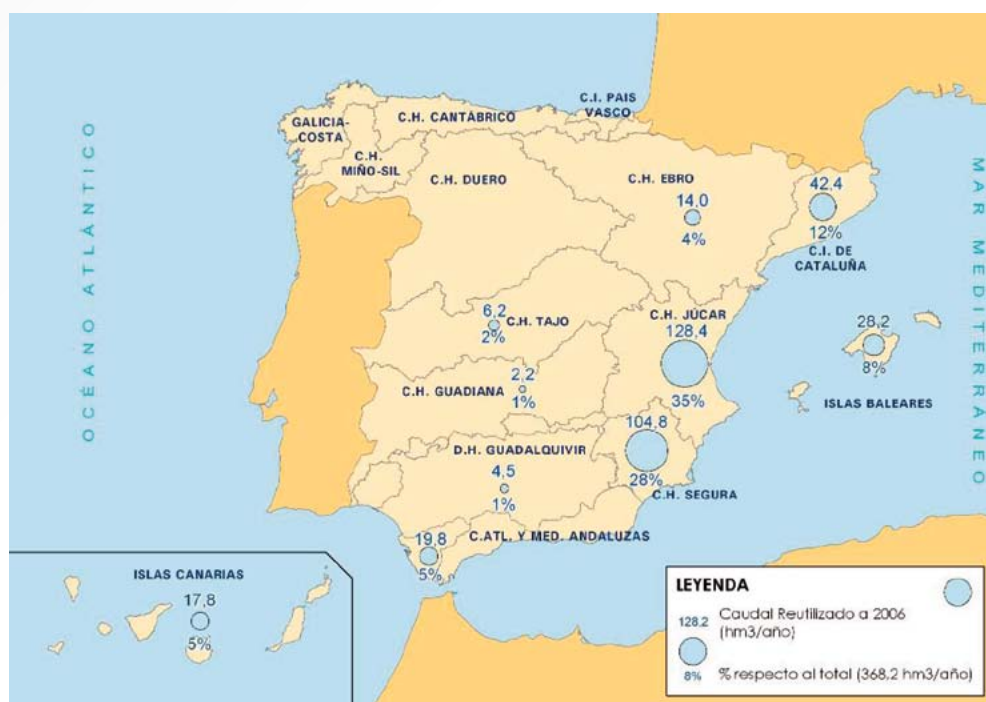 OCÉANO ATLÁNTICO
MAR MEDITERRÁNEO
GALICIA-
COSTA
C.H. CANTÁBRICO
C.I. PAIS
VASCO
C.H.
MIÑO-SIL
C.H. DUERO
C.H. EBRO
14,0
4%
42,4
12%
C.I. DE
CATALUÑA
6,2
C.H. TAJO
2%
C.H. JÚCAR
128,4
35%
28,2
8%
ISLAS BALEARES
2,2
C.H. GUADIANA
1%
104,8
28%
C.H. SEGURA
D.H. GUADALQUIVIR
4,5
1%
C.ATL. Y MED. ANDALUZAS
19,8
5%
ISLAS CANARIAS
17,8
5%
LEYENDA
128,2
Caudal Reutilizado a 2006
(hm3/año)
8%
% respecto al total (368,2 hm3/año)